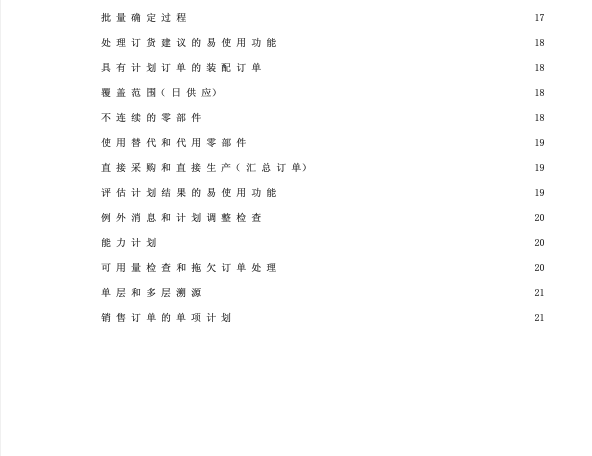 批量确定过程 17
处理订货建议的易使用功能 18
具有计划订单的装配订单 18
覆盖范围(日供应) 18
不连续的零部件 18
使用替代和代用零部件 19
直接采购和直接生产(汇总订单) 19
评估计划结果的易使用功能 19
例外消息和计划调整检查 20
能力计划 20
可用量检查和拖欠订单处理 20
单层和多层溯源 21
销售订单的单项计划 21